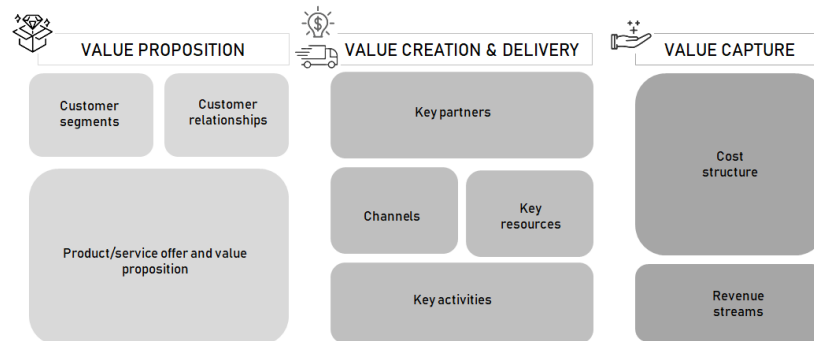 VALUE PROPOSITION
Customer
segments
Customer
relationships
Product/service offer and value
proposition
VALUE CREATION & DELIVERY
Key partners
Channels
Key
resources
Key activities
VALUE CAPTURE
Cost
structure
Revenue
streams